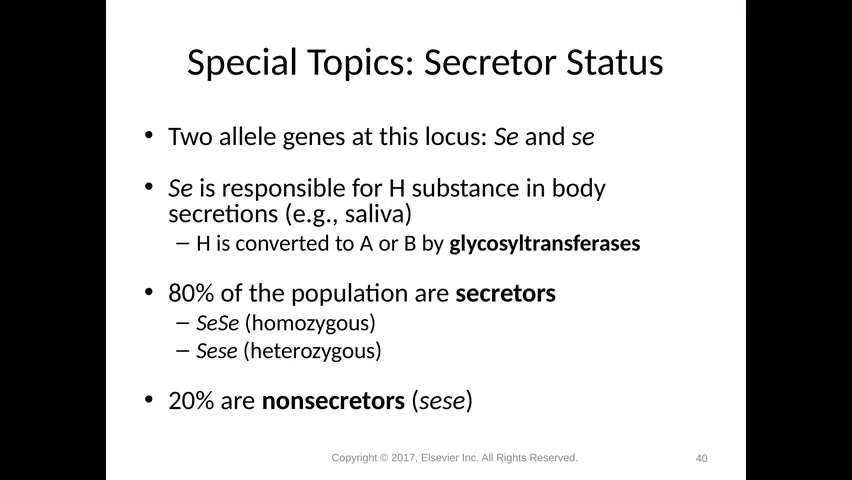 Special Topics: Secretor Status
• Two allele genes at this locus: Se and se
• Se is responsible for H substance in body
secretions (e.g., saliva)
– H is converted to A or B by glycosyltransferases
• 80% of the population are secretors
– SeSe (homozygous)
– Sese (heterozygous)
• 20% are nonsecretors (sese)
Copyright © 2017, Elsevier Inc. All Rights Reserved.
40